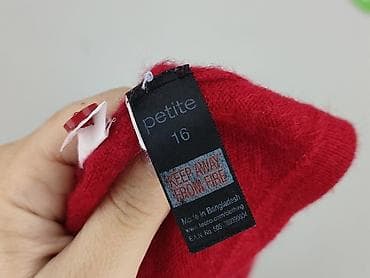 petite
16
KEEP AWAY
FROM FIRE
Made in Bangladesh